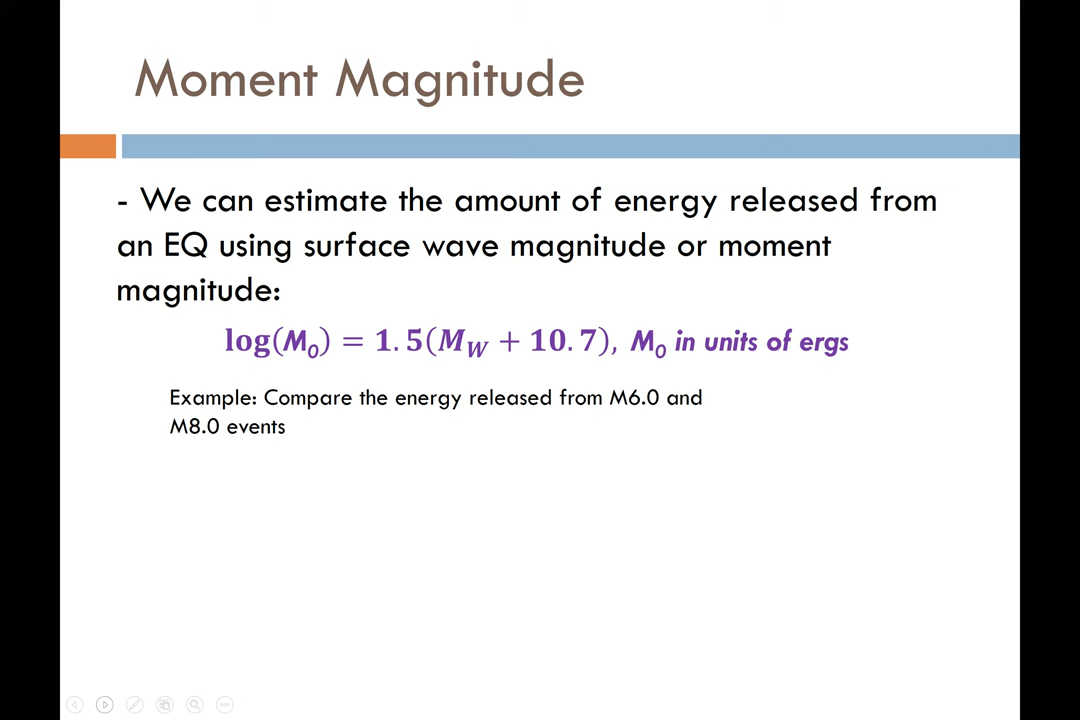 Moment Magnitude
- We can estimate the amount of energy released from
an EQ using surface wave magnitude or moment
magnitude:
log(M₀) = 1.5(M_W + 10.7), M₀ in units of ergs
Example: Compare the energy released from M6.0 and
M8.0 events